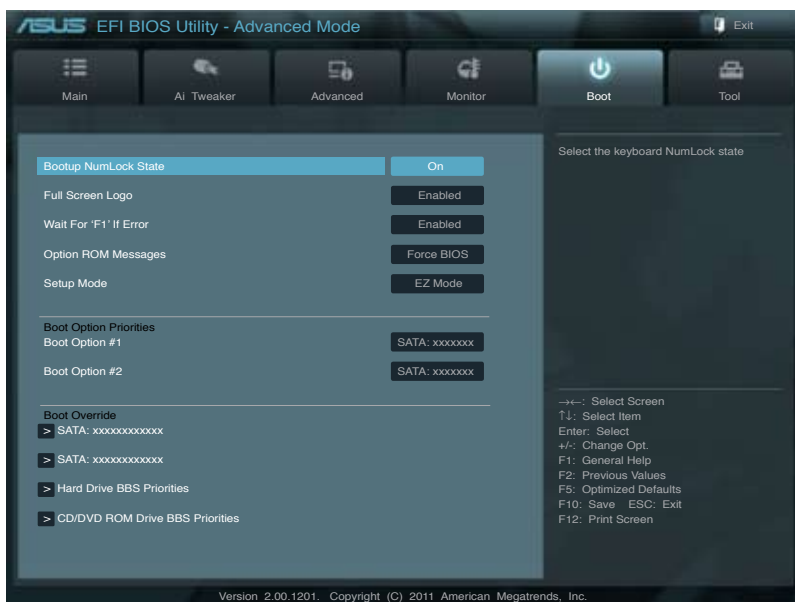 ASUS EFI BIOS Utility - Advanced Mode
Exit
Main
Ai Tweaker
Advanced
Monitor
Boot
Tool
Bootup NumLock State On
Full Screen Logo Enabled
Wait For ‘F1’ If Error Enabled
Option ROM Messages Force BIOS
Setup Mode EZ Mode
Boot Option Priorities
Boot Option #1 SATA: xxxxxxx
Boot Option #2 SATA: xxxxxxx
Boot Override
> SATA: xxxxxxxxxxxx
> SATA: xxxxxxxxxxxx
> Hard Drive BBS Priorities
> CD/DVD ROM Drive BBS Priorities
Select the keyboard NumLock state
→←: Select Screen
↑↓: Select Item
Enter: Select
+/-: Change Opt.
F1: General Help
F2: Previous Values
F5: Optimized Defaults
F10: Save ESC: Exit
F12: Print Screen
Version 2.00.1201. Copyright (C) 2011 American Megatrends, Inc.